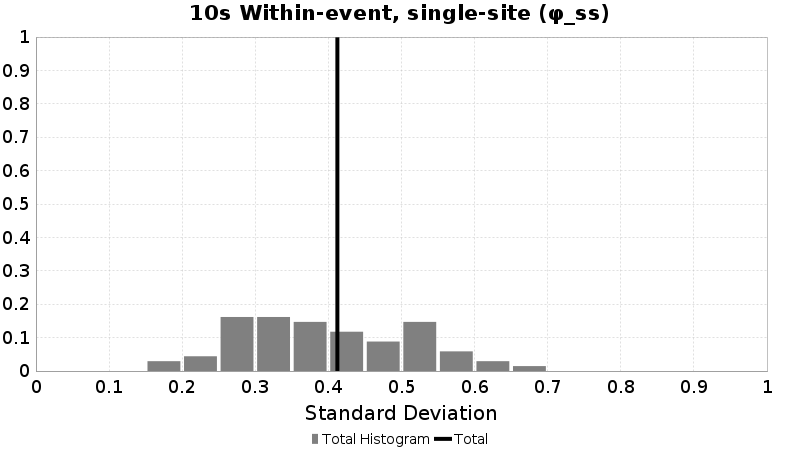 10s Within-event, single-site (φ_ss)
1
0.9
0.8
0.7
0.6
0.5
0.4
0.3
0.2
0.1
0
0 0.1 0.2 0.3 0.4 0.5 0.6 0.7 0.8 0.9 1
Standard Deviation
Total Histogram Total